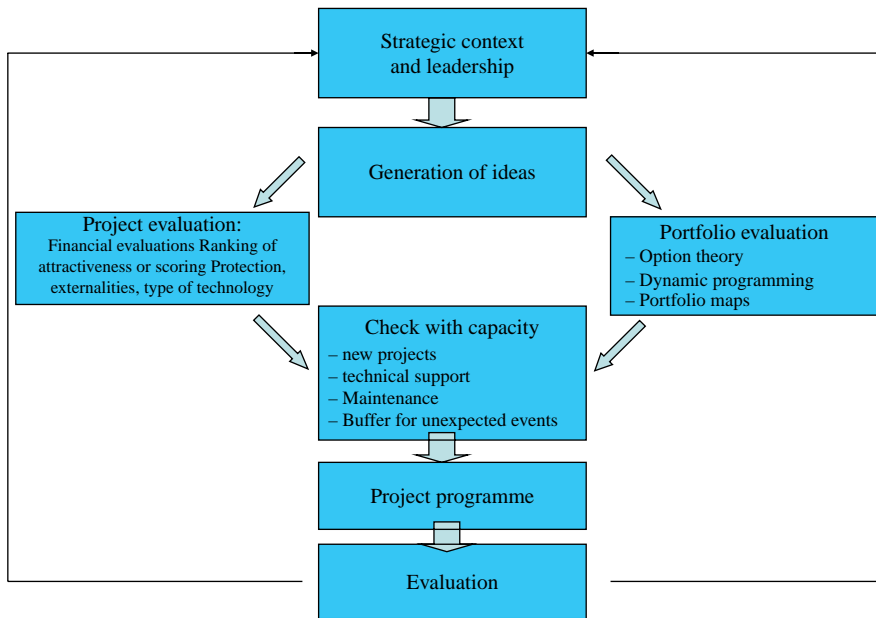 Strategic context
and leadership
Generation of ideas
Project evaluation:
Financial evaluations Ranking of
attractiveness or scoring Protection,
externalities, type of technology
Portfolio evaluation
– Option theory
– Dynamic programming
– Portfolio maps
Check with capacity
– new projects
– technical support
– Maintenance
– Buffer for unexpected events
Project programme
Evaluation